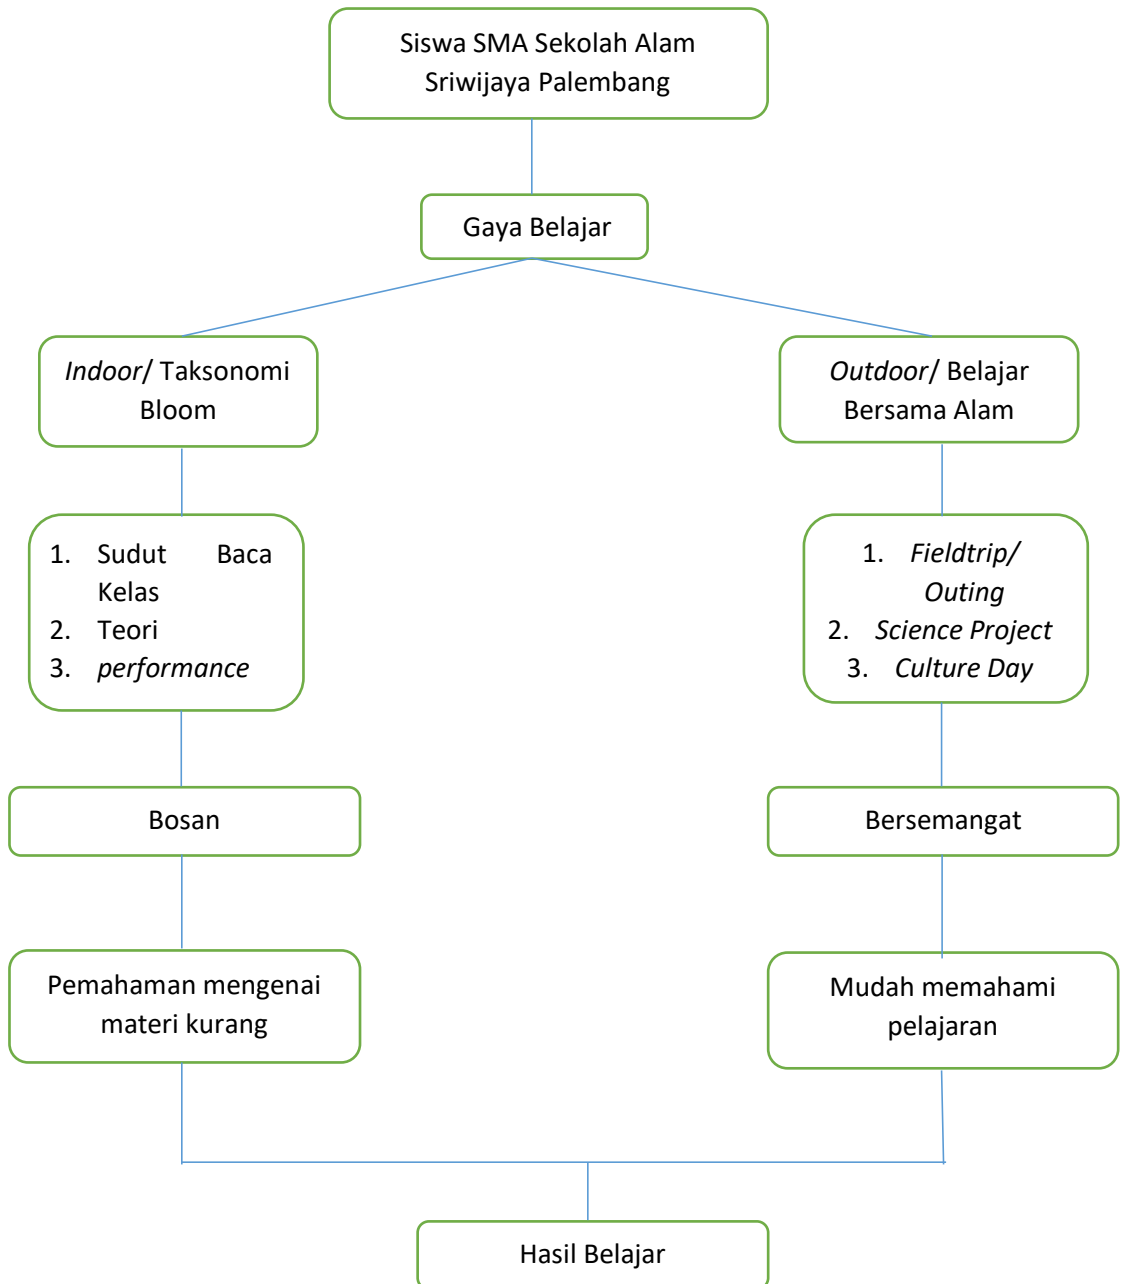 Siswa SMA Sekolah Alam
Sriwijaya Palembang
Gaya Belajar
Indoor/ Taksonomi
Bloom
Outdoor/ Belajar
Bersama Alam
1. Sudut Baca
Kelas
2. Teori
3. performance
1. Fieldtrip/
Outing
2. Science Project
3. Culture Day
Bosan
Bersemangat
Pemahaman mengenai
materi kurang
Mudah memahami
pelajaran
Hasil Belajar